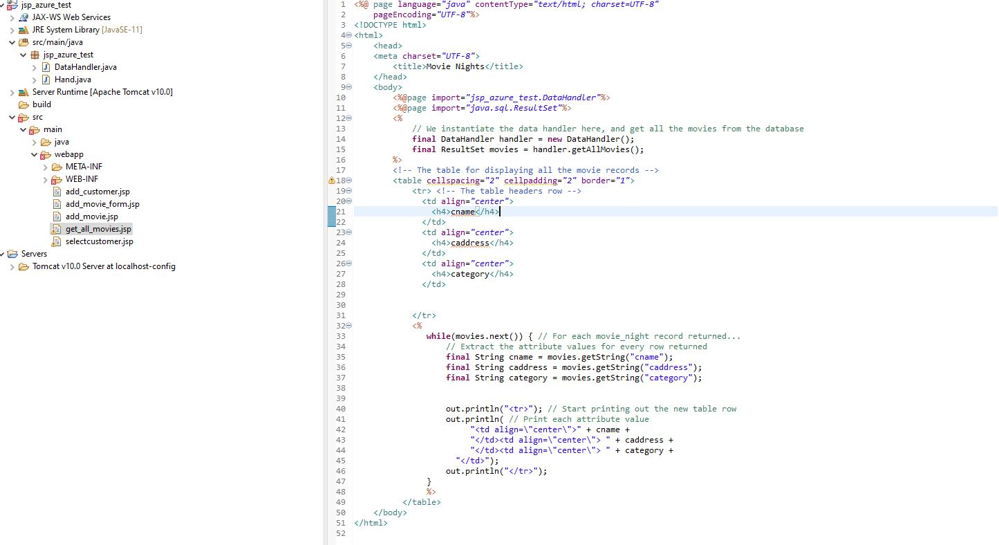 jsp_azure_test
JAX-WS Web Services
JRE System Library [JavaSE-11]
src/main/java
jsp_azure_test
DataHandler.java
Hand.java
Server Runtime [Apache Tomcat v10.0]
build
src
main
java
webapp
META-INF
WEB-INF
add_customer.jsp
add_movie_form.jsp
add_movie.jsp
get_all_movies.jsp
selectcustomer.jsp
Servers
Tomcat v10.0 Server at localhost-config
1 <%@ page language="java" contentType="text/html; charset=UTF-8"
2 pageEncoding="UTF-8"%>
3 <!DOCTYPE html>
4 <html>
5 <head>
6 <meta charset="UTF-8">
7 <title>Movie Nights</title>
8 </head>
9 <body>
10 <%@page import="jsp_azure_test.DataHandler"%>
11 <%@page import="java.sql.ResultSet"%>
12 <%
13 // We instantiate the data handler here, and get all the movies from the database
14 final DataHandler handler = new DataHandler();
15 final ResultSet movies = handler.getAllMovies();
16 %>
17 <!-- The table for displaying all the movie records -->
18 <table cellspacing="2" cellpadding="2" border="1">
19 <tr> <!-- The table headers row -->
20 <td align="center">
21 <h4>cname</h4>
22 </td>
23 <td align="center">
24 <h4>caddress</h4>
25 </td>
26 <td align="center">
27 <h4>category</h4>
28 </td>
29
30
31 </tr>
32 <%
33 while(movies.next()) { // For each movie_night record returned...
34 // Extract the attribute values for every row returned
35 final String cname = movies.getString("cname");
36 final String caddress = movies.getString("caddress");
37 final String category = movies.getString("category");
38
39
40 out.println("<tr>"); // Start printing out the new table row
41 out.println( // Print each attribute value
42 "<td align=\"center\">" + cname +
43 "</td><td align=\"center\"> " + caddress +
44 "</td><td align=\"center\"> " + category +
45 "</td>");
46 out.println("</tr>");
47 }
48 %>
49 </table>
50 </body>
51 </html>
52